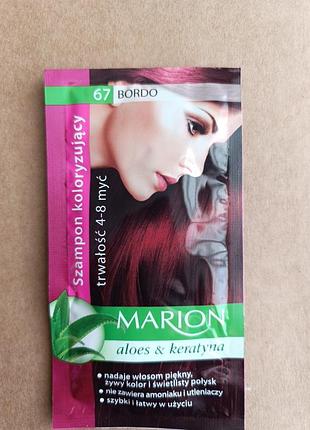 67 BORDO
Szampon koloryzujący
trwałość 4-8 myć
MARION
aloes & keratyna
• nadaje włosom piękny,
żywy kolor i świetlisty połysk
• nie zawiera amoniaku i utleniaczy
• szybki i łatwy w użyciu